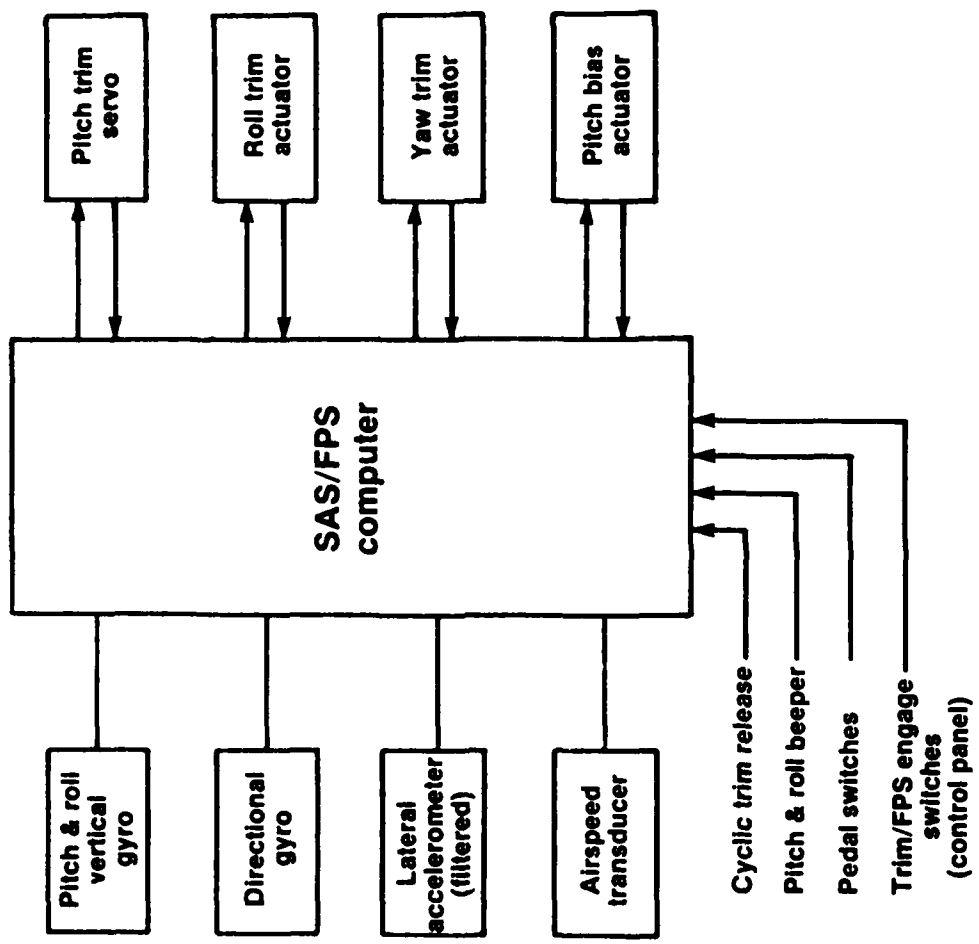 Pitch & roll
vertical
gyro
Directional
gyro
Lateral
accelerometer
(filtered)
Airspeed
transducer
SAS/FPS
computer
Pitch trim
servo
Roll trim
actuator
Yaw trim
actuator
Pitch bias
actuator
Cyclic trim release
Pitch & roll beeper
Pedal switches
Trim/FPS engage
switches
(control panel)